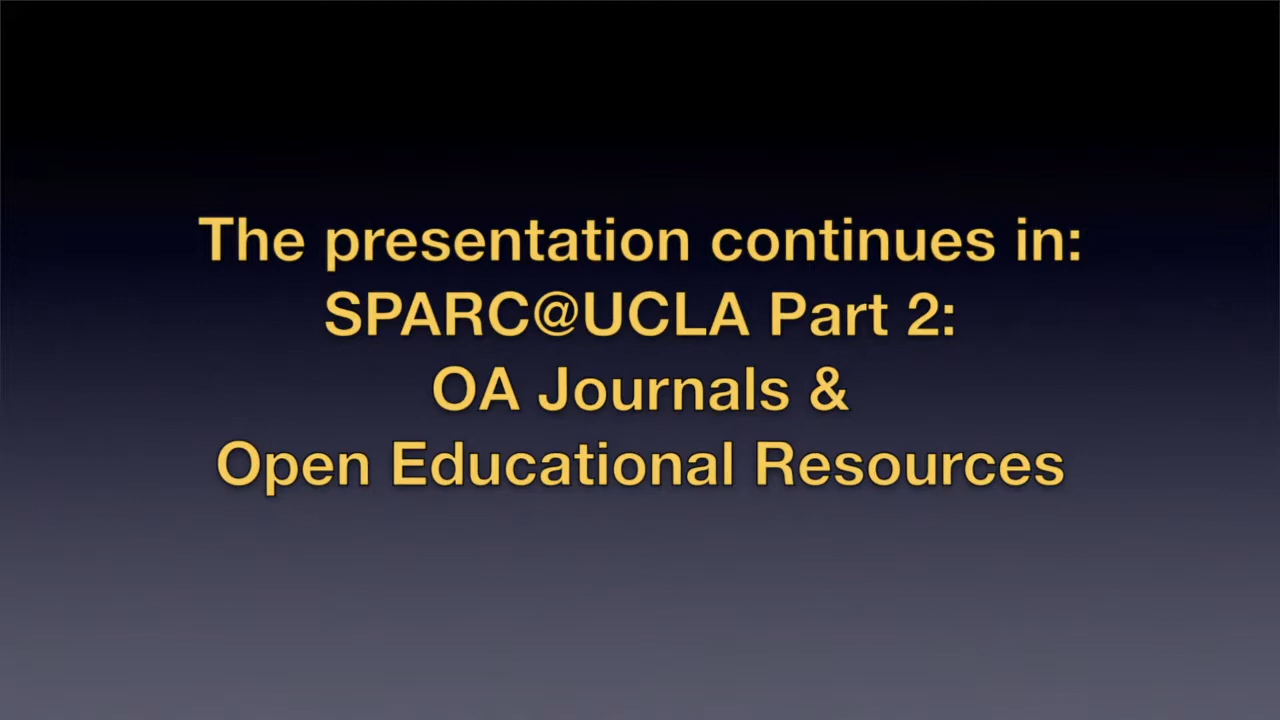 The presentation continues in:
SPARC@UCLA Part 2:
OA Journals &
Open Educational Resources